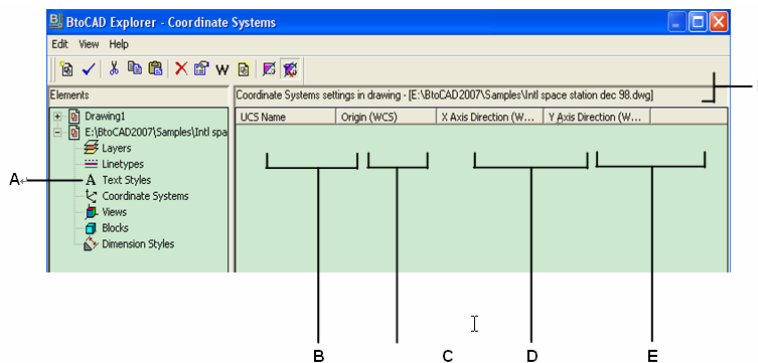 BtoCAD Explorer - Coordinate Systems
Edit View Help
Elements
Coordinate Systems settings in drawing - [E:\BtoCAD2007\Samples\Intl space station dec 98.dwg]
Drawing1
E:\BtoCAD2007\Samples\Intl spa
Layers
Linetypes
A Text Styles
Coordinate Systems
Views
Blocks
Dimension Styles
UCS Name Origin (WCS) X Axis Direction (W... Y Axis Direction (W...
A
B C D E